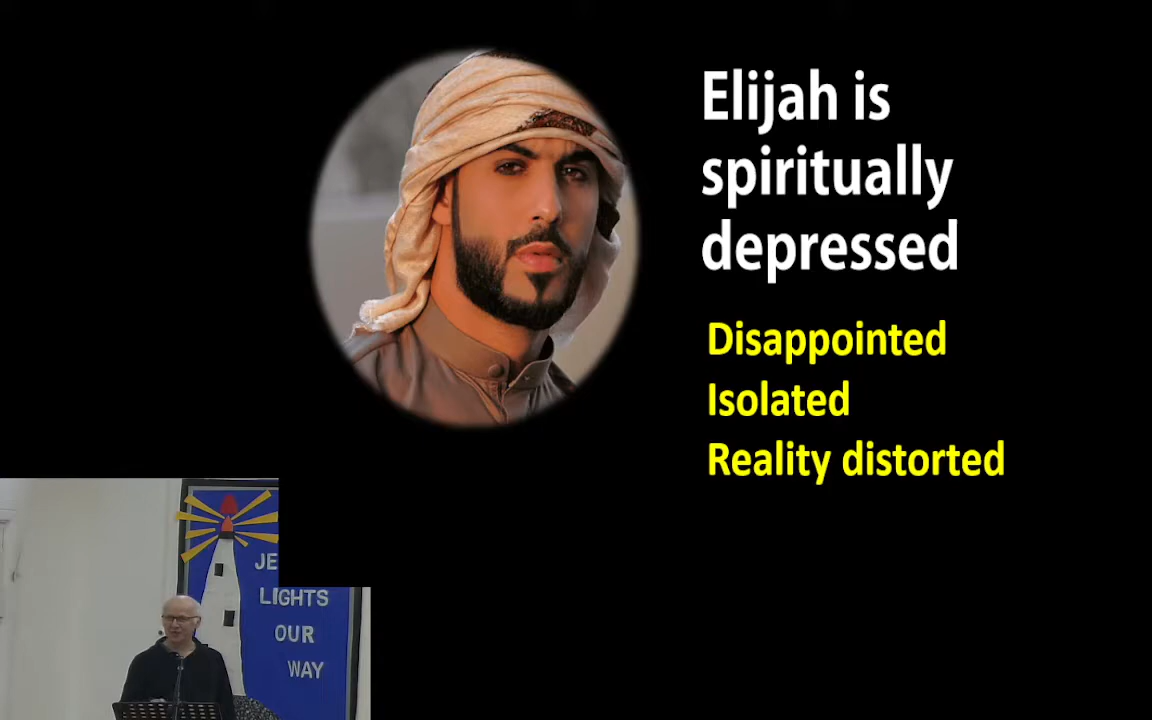 Elijah is
spiritually
depressed
Disappointed
Isolated
Reality distorted
JE
LIGHTS
OUR
WAY